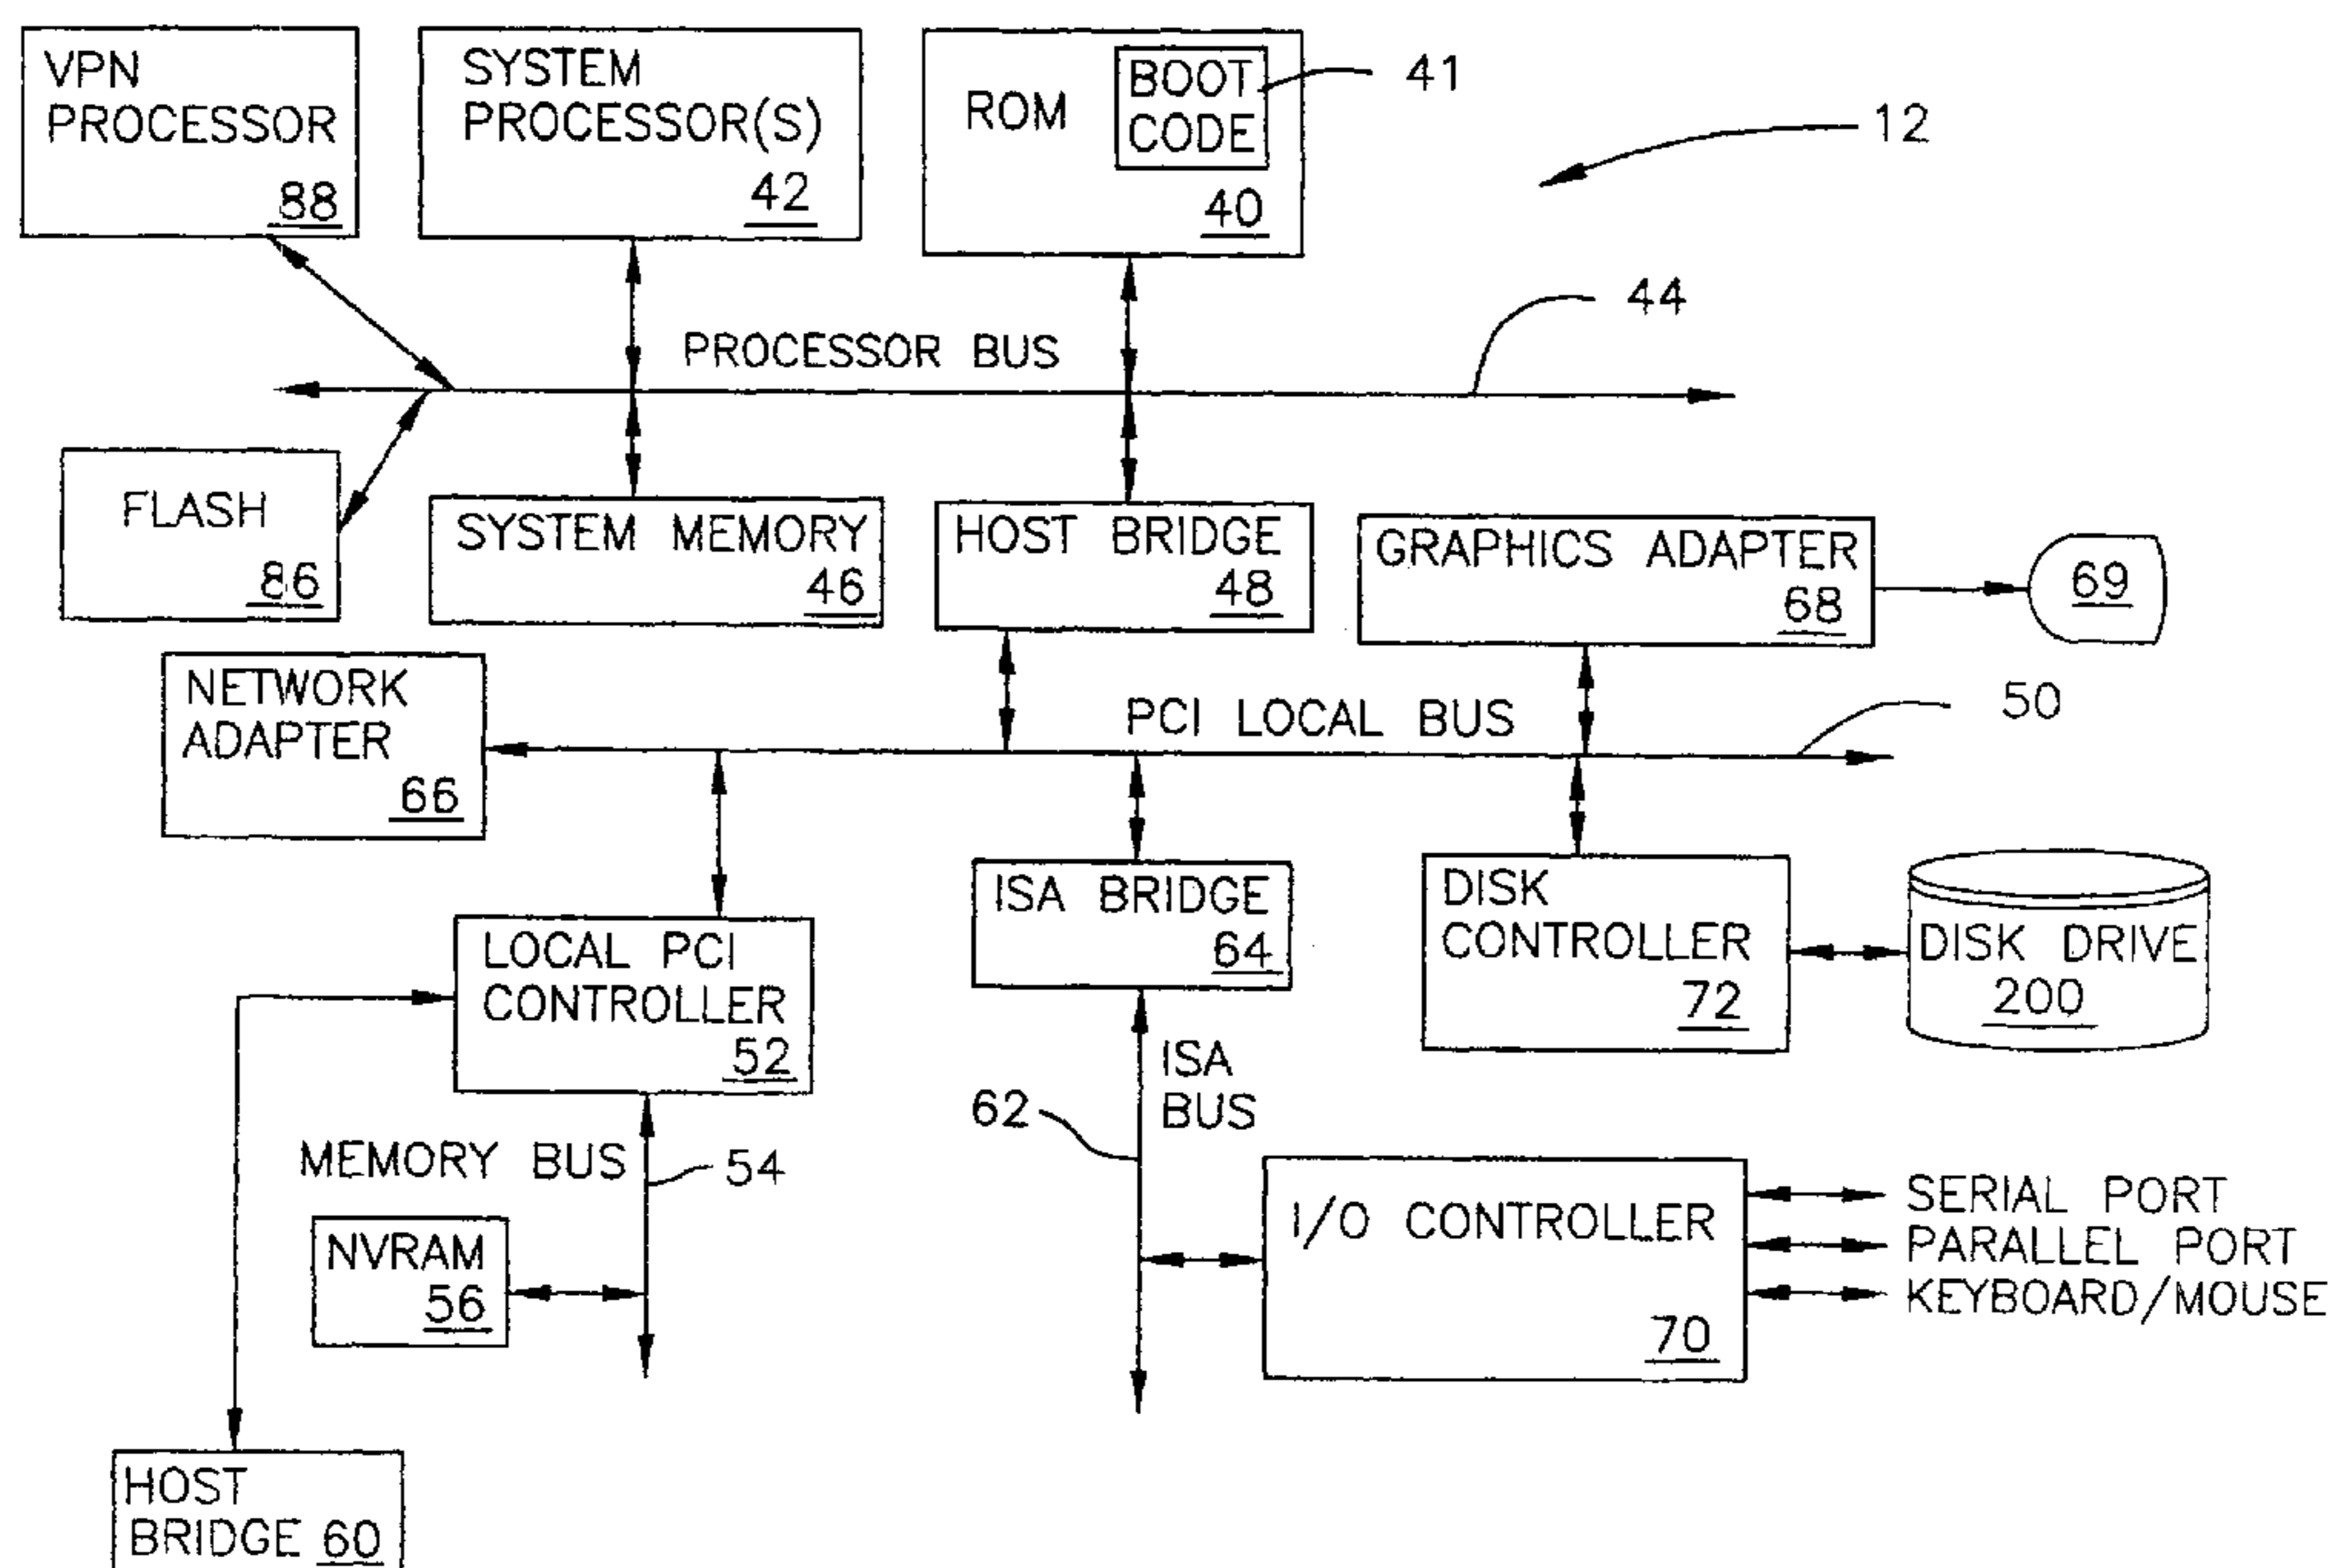 VPN
PROCESSOR
88
SYSTEM
PROCESSOR(S)
42
ROM
BOOT
CODE
40
41
12
44
PROCESSOR BUS
FLASH
86
SYSTEM MEMORY
46
HOST BRIDGE
48
GRAPHICS ADAPTER
68
69
NETWORK
ADAPTER
66
PCI LOCAL BUS
50
LOCAL PCI
CONTROLLER
52
ISA BRIDGE
64
DISK
CONTROLLER
72
DISK DRIVE
200
ISA
BUS
62
MEMORY BUS
54
NVRAM
56
I/O CONTROLLER
70
SERIAL PORT
PARALLEL PORT
KEYBOARD/MOUSE
HOST
BRIDGE 60